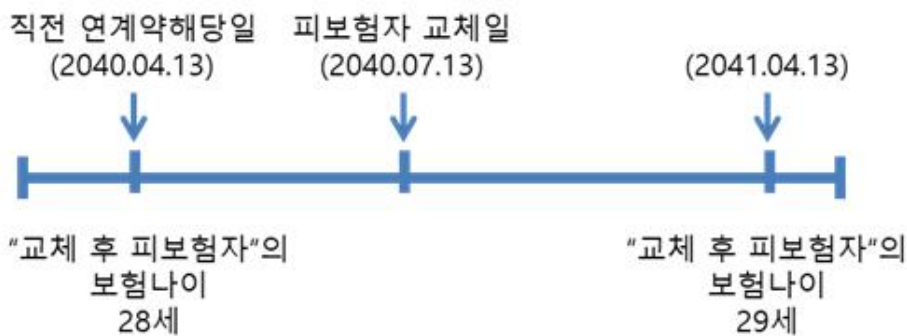 직전 연계약해당일 피보험자 교체일
(2040.04.13) (2040.07.13) (2041.04.13)
"교체 후 피보험자"의 "교체 후 피보험자"의
보험나이 보험나이
28세 29세